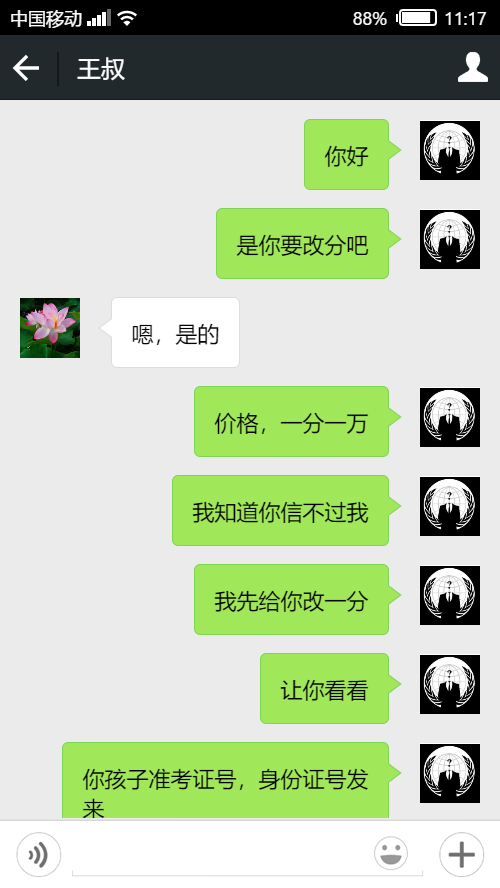 中国移动 88% 11:17
王叔
你好
是你要改分吧
嗯，是的
价格，一分一万
我知道你信不过我
我先给你改一分
让你看看
你孩子准考证号，身份证号发
来